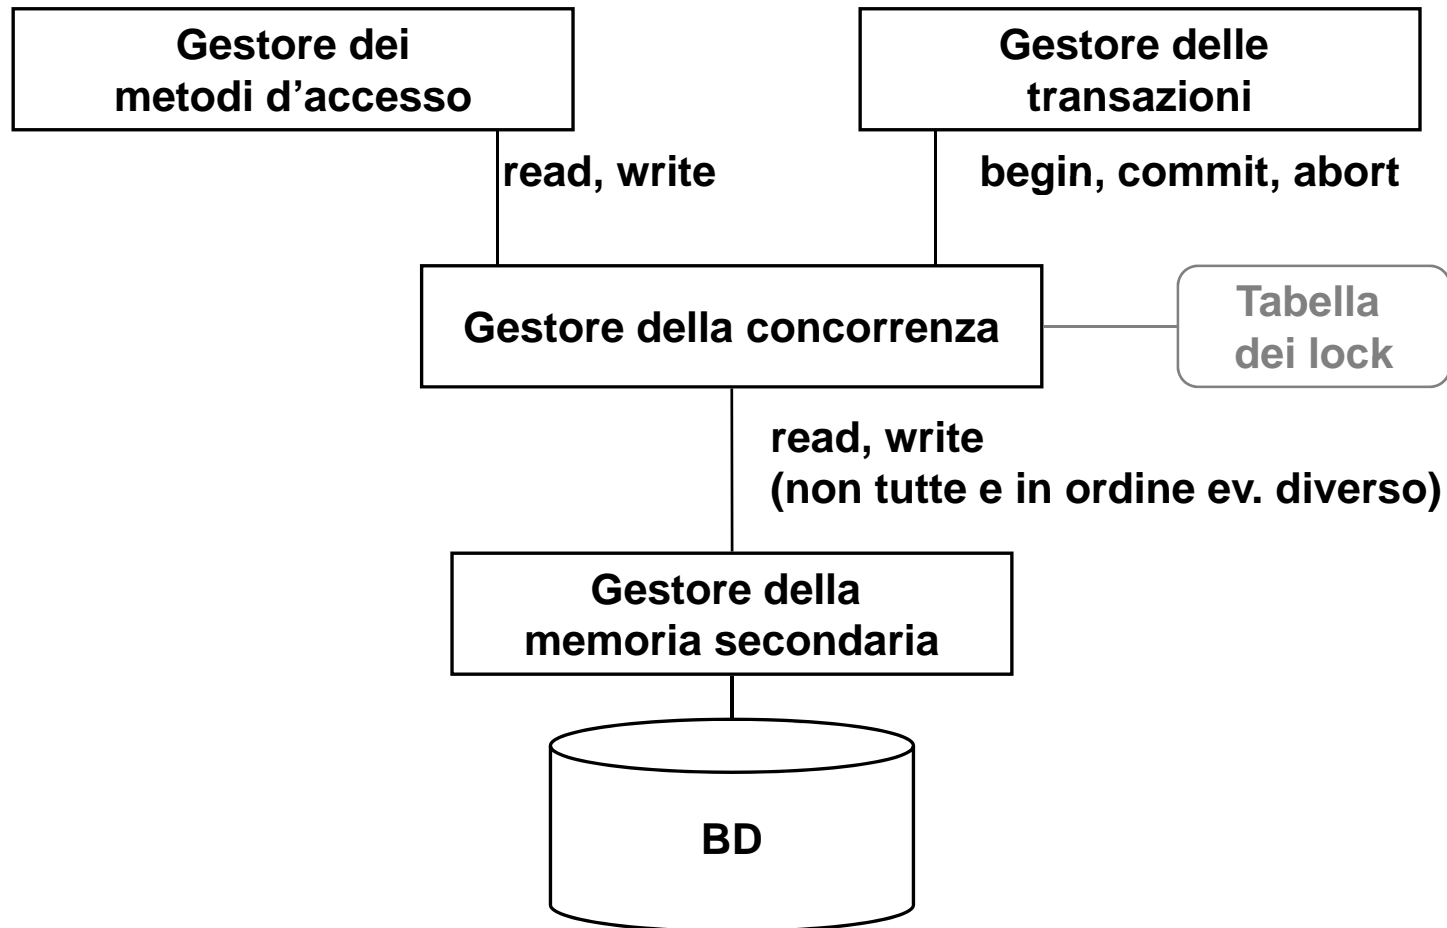 Gestore dei
metodi d’accesso
Gestore delle
transazioni
read, write
begin, commit, abort
Gestore della concorrenza
Tabella
dei lock
read, write
(non tutte e in ordine ev. diverso)
Gestore della
memoria secondaria
BD